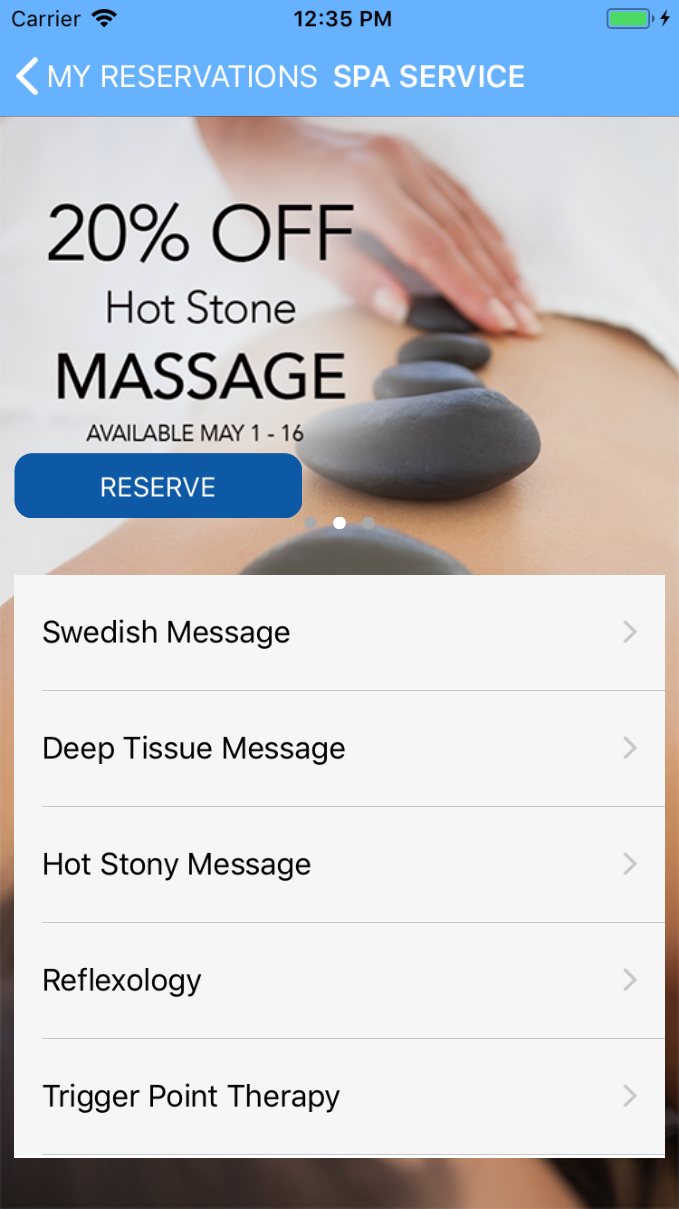 Carrier 12:35 PM
MY RESERVATIONS SPA SERVICE
20% OFF
Hot Stone
MASSAGE
AVAILABLE MAY 1 - 16
RESERVE
Swedish Message
Deep Tissue Message
Hot Stony Message
Reflexology
Trigger Point Therapy